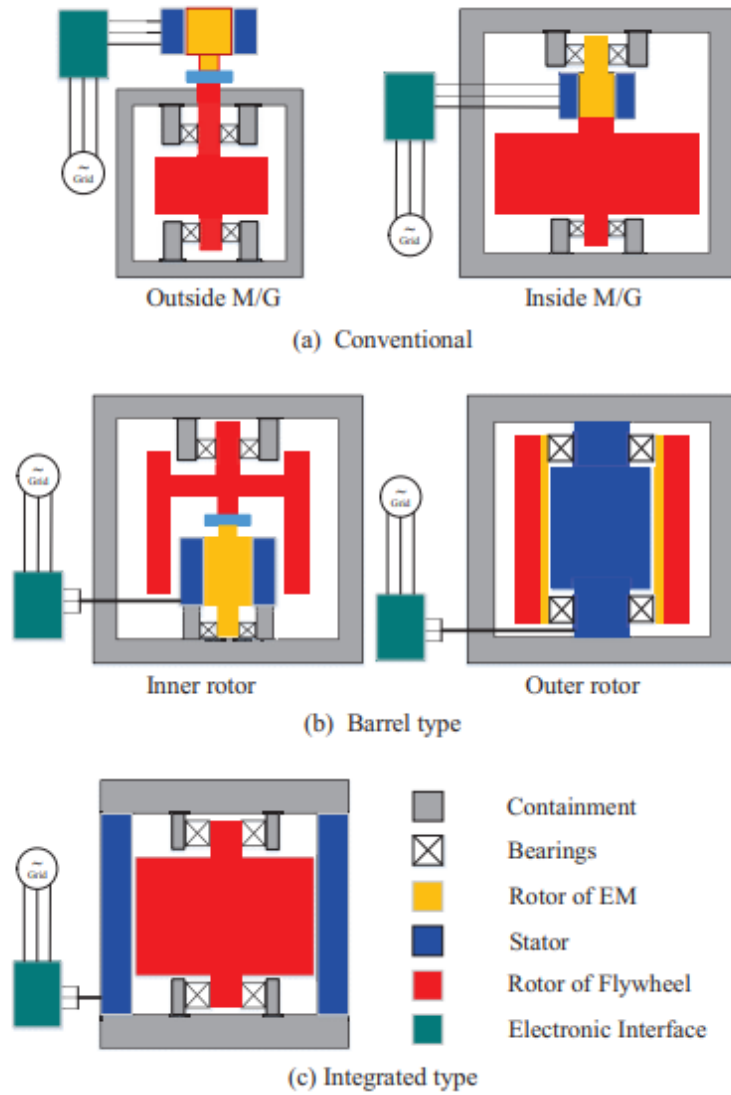 ~
Grid
~
Grid
Outside M/G
Inside M/G
(a) Conventional
~
Grid
~
Grid
Inner rotor
Outer rotor
(b) Barrel type
~
Grid
Containment
Bearings
Rotor of EM
Stator
Rotor of Flywheel
Electronic Interface
(c) Integrated type